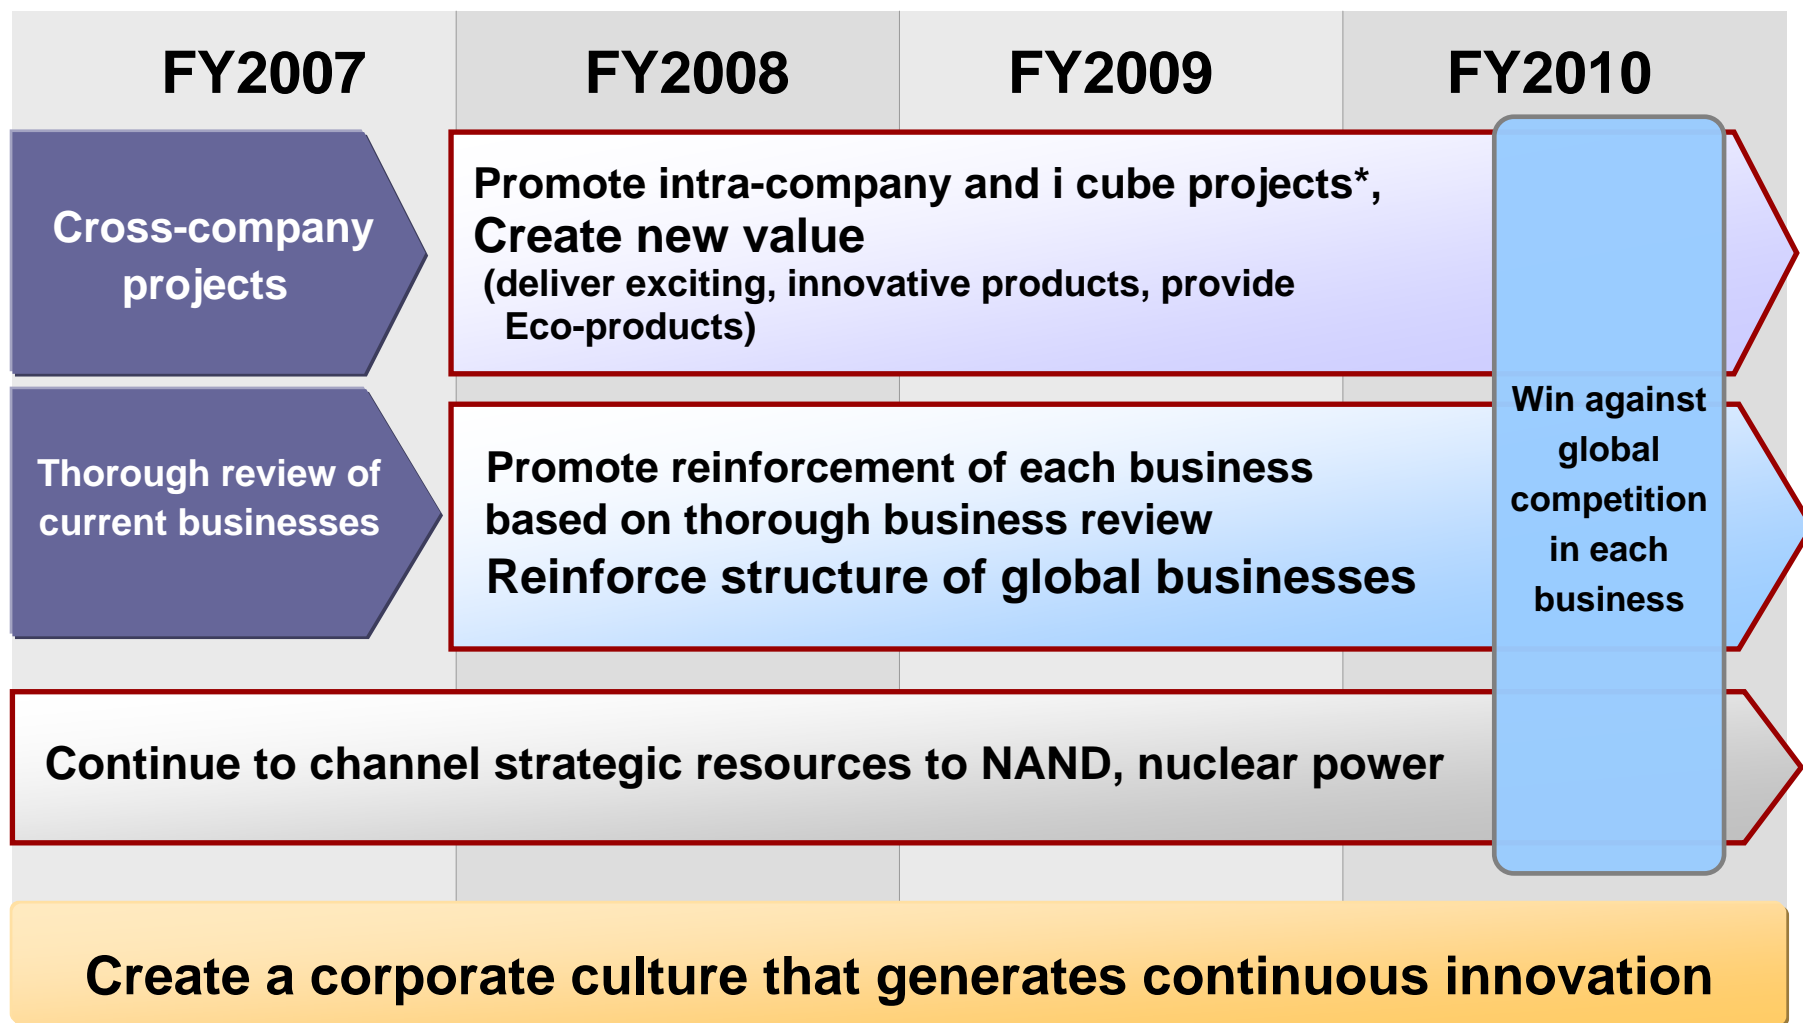 FY2007 FY2008 FY2009 FY2010
Cross-company
projects
Promote intra-company and i cube projects*,
Create new value
(deliver exciting, innovative products, provide
Eco-products)
Thorough review of
current businesses
Promote reinforcement of each business
based on thorough business review
Reinforce structure of global businesses
Win against
global
competition
in each
business
Continue to channel strategic resources to NAND, nuclear power
Create a corporate culture that generates continuous innovation